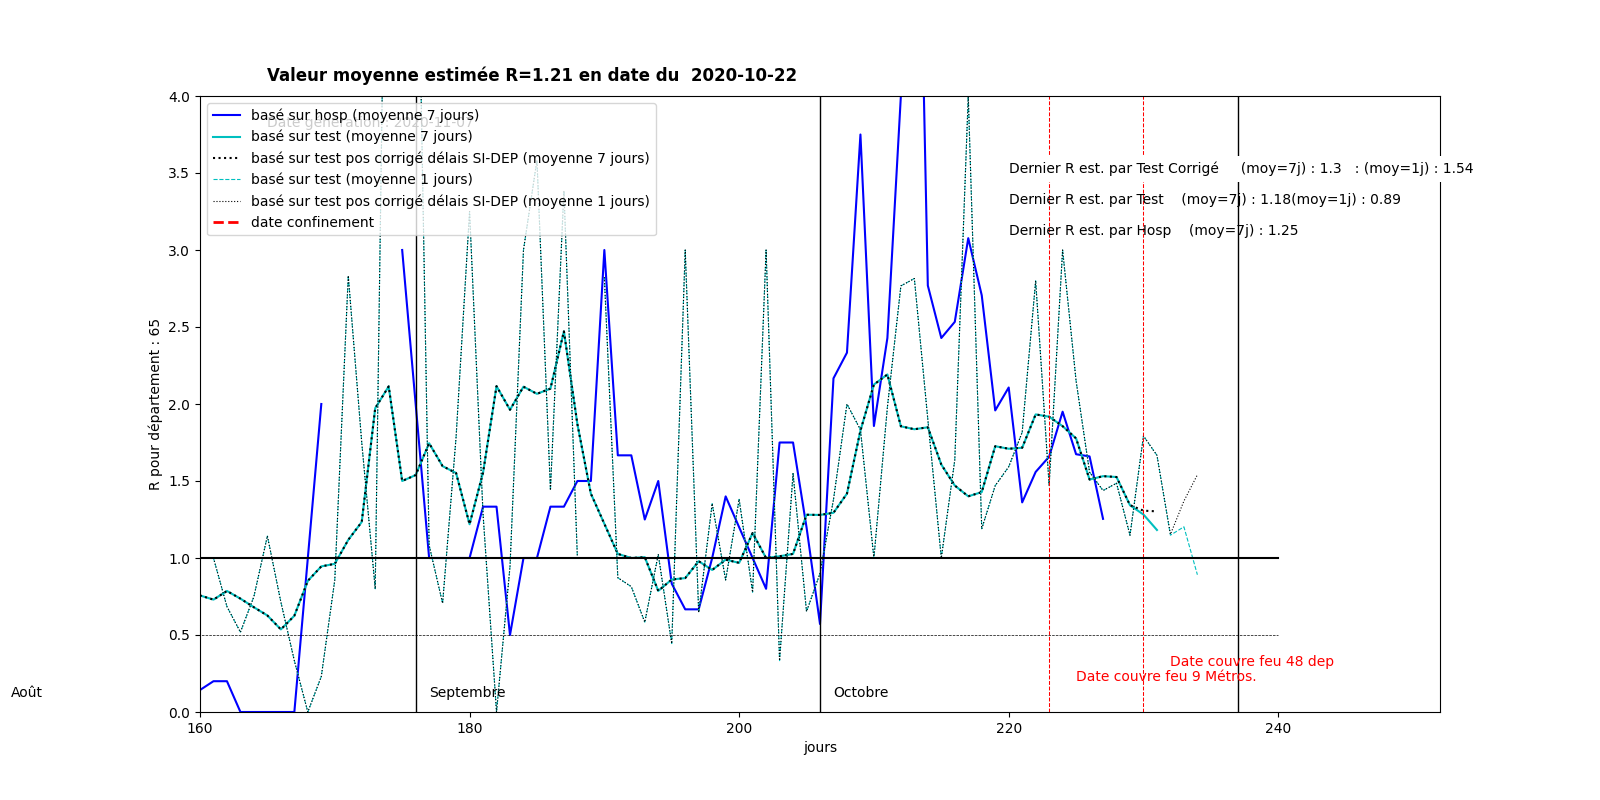 Valeur moyenne estimée R=1.21 en date du  2020-10-22
Date génération : 2020-11-07
basé sur hosp (moyenne 7 jours)
basé sur test (moyenne 7 jours)
basé sur test pos corrigé délais SI-DEP (moyenne 7 jours)
basé sur test (moyenne 1 jours)
basé sur test pos corrigé délais SI-DEP (moyenne 1 jours)
date confinement
Dernier R est. par Test Corrigé     (moy=7j) : 1.3   : (moy=1j) : 1.54
Dernier R est. par Test    (moy=7j) : 1.18(moy=1j) : 0.89
Dernier R est. par Hosp    (moy=7j) : 1.25
4.0
3.5
3.0
2.5
2.0
1.5
1.0
0.5
0.0
R pour département : 65
Date couvre feu 48 dep
Date couvre feu 9 Métros.
Août
Septembre
Octobre
160
180
200
220
240
jours